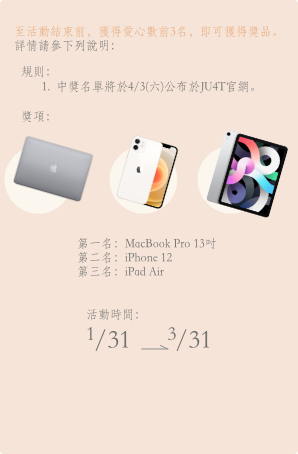 至活動結束前，獲得愛心數前3名，即可獲得獎品。
詳情請參下列說明：
規則：
1. 中獎名單將於4/3(六)公布於JU4T官網。
獎項：
第一名：MacBook Pro 13吋
第二名：iPhone 12
第三名：iPad Air
活動時間：
1/31 — 3/31